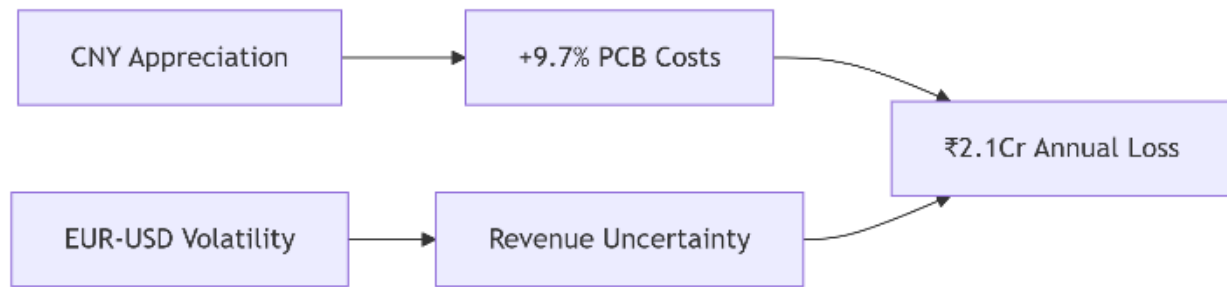 CNY Appreciation
+9.7% PCB Costs
₹2.1Cr Annual Loss
EUR-USD Volatility
Revenue Uncertainty